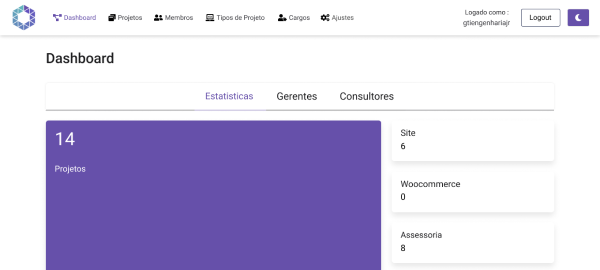 Dashboard Projetos Membros Tipos de Projeto Cargos Ajustes
Logado como :
gtiengenhariajr
Logout
Dashboard
Estatísticas Gerentes Consultores
14
Projetos
Site
6
Woocommerce
0
Assessoria
8